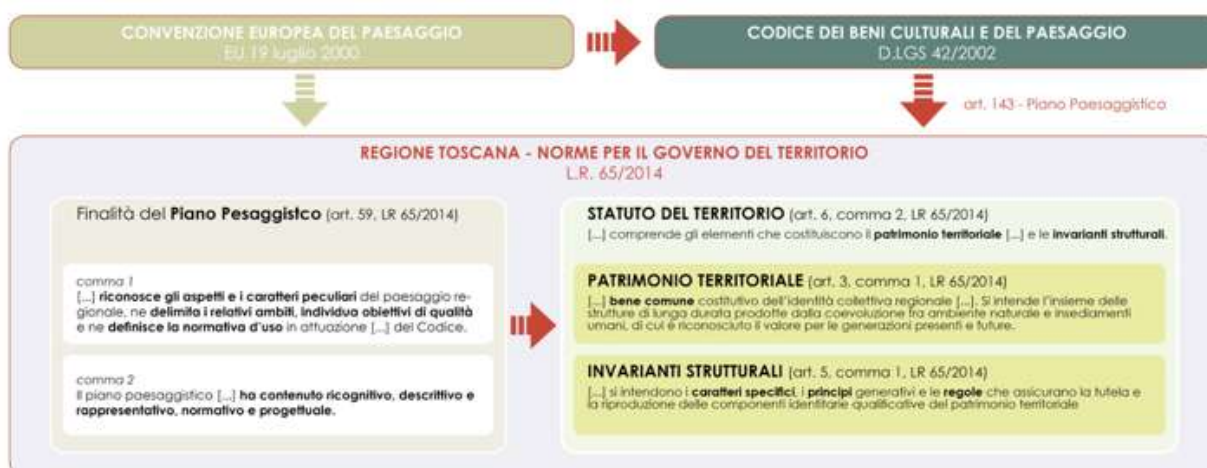 CONVENZIONE EUROPEA DEL PAESAGGIO
EU 19 luglio 2000
CODICE DEI BENI CULTURALI E DEL PAESAGGIO
D.LGS 42/2002
art. 143 - Piano Paesaggistico
REGIONE TOSCANA - NORME PER IL GOVERNO DEL TERRITORIO
L.R. 65/2014
Finalità del Piano Pesaggistco (art. 59, LR 65/2014)
comma 1
[...] riconosce gli aspetti e i caratteri peculiari del paesaggio re-
gionale, ne delimita i relativi ambiti, individua obiettivi di qualità
e ne definisce la normativa d'uso in attuazione [...] del Codice.
comma 2
Il piano paesaggistico [...] ha contenuto ricognitivo, descrittivo e
rappresentativo, normativo e progettuale.
STATUTO DEL TERRITORIO (art. 6, comma 2, LR 65/2014)
[...] comprende gli elementi che costituiscono il patrimonio territoriale [...] e le invarianti strutturali.
PATRIMONIO TERRITORIALE (art. 3, comma 1, LR 65/2014)
[...] bene comune costitutivo dell'identità collettiva regionale [...]. Si intende l'insieme delle
strutture di lunga durata prodotte dalla coevoluzione fra ambiente naturale e insediamenti
umani, di cui è riconosciuto il valore per le generazioni presenti e future.
INVARIANTI STRUTTURALI (art. 5, comma 1, LR 65/2014)
[...] si intendono i caratteri specifici, i principi generativi e le regole che assicurano la tutela e
la riproduzione delle componenti identitarie qualificative del patrimonio territoriale